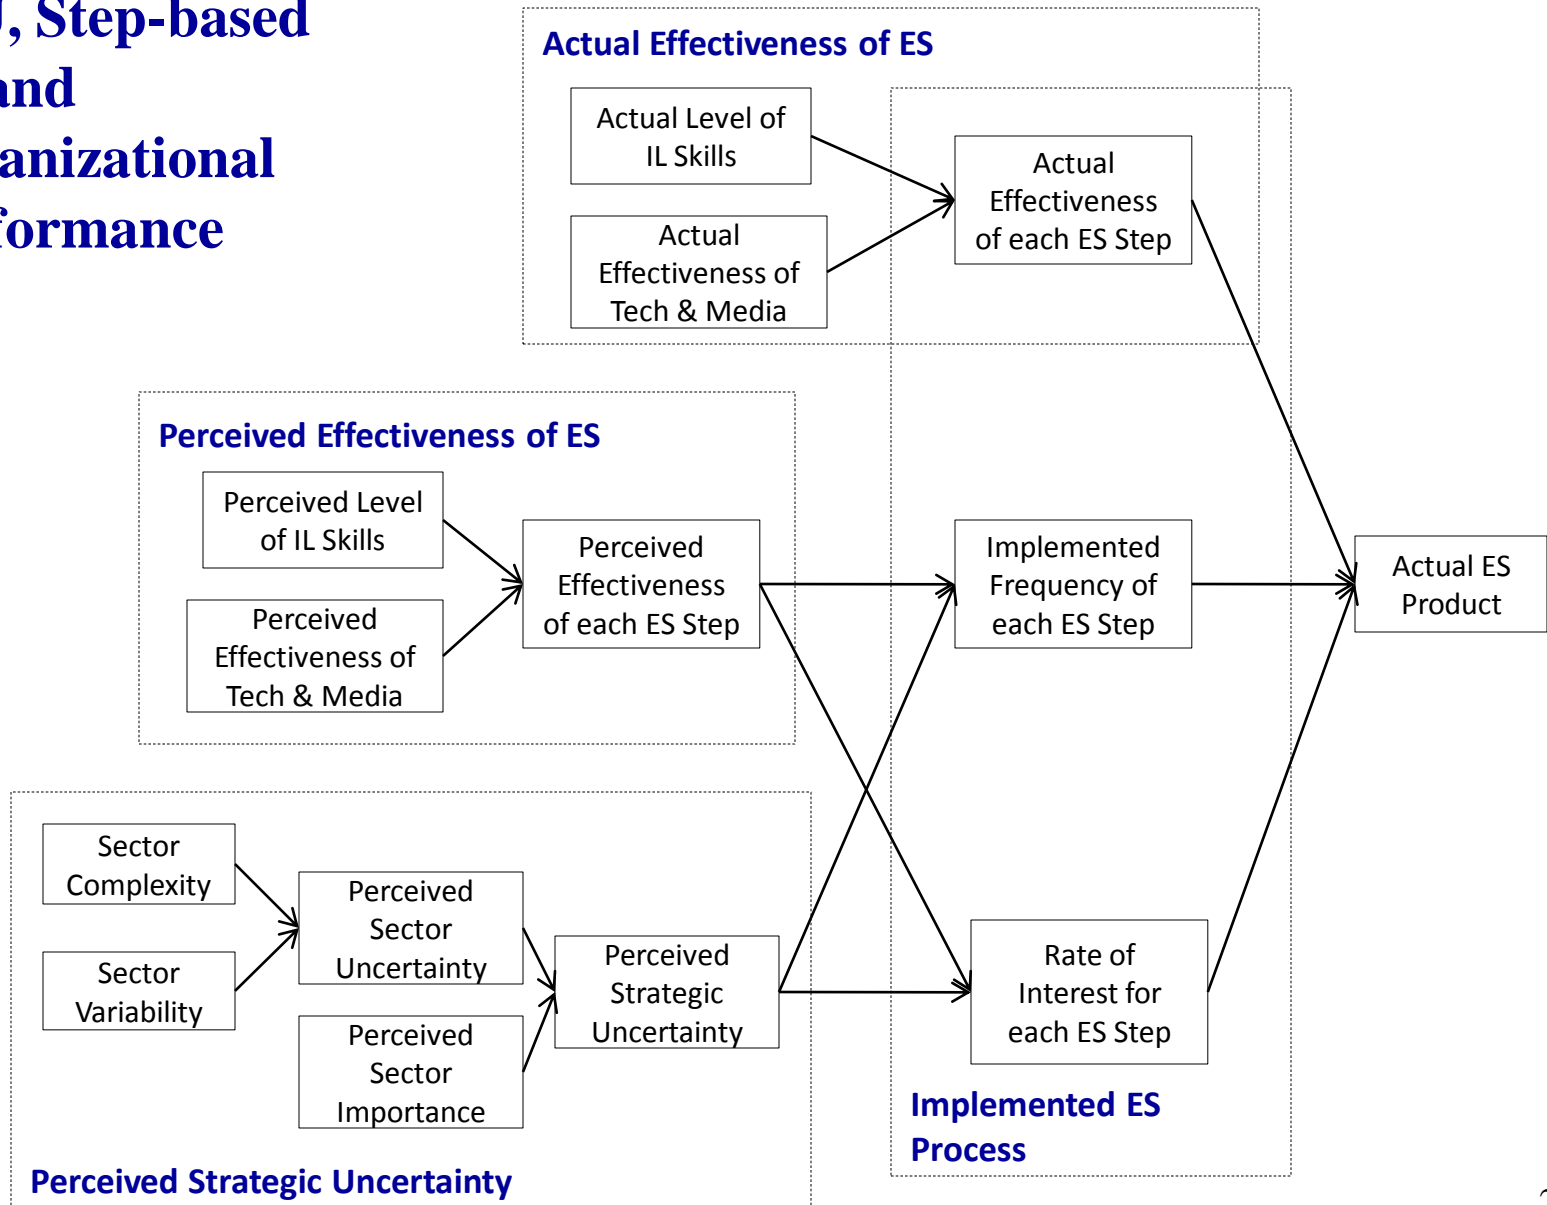 , Step-based
and
anizational
formance
Actual Effectiveness of ES
Actual Level of
IL Skills
Actual
Effectiveness of
Tech & Media
Actual
Effectiveness
of each ES Step
Perceived Effectiveness of ES
Perceived Level
of IL Skills
Perceived
Effectiveness of
Tech & Media
Perceived
Effectiveness
of each ES Step
Implemented
Frequency of
each ES Step
Actual ES
Product
Sector
Complexity
Sector
Variability
Perceived
Sector
Uncertainty
Perceived
Sector
Importance
Perceived
Strategic
Uncertainty
Rate of
Interest for
each ES Step
Implemented ES
Process
Perceived Strategic Uncertainty